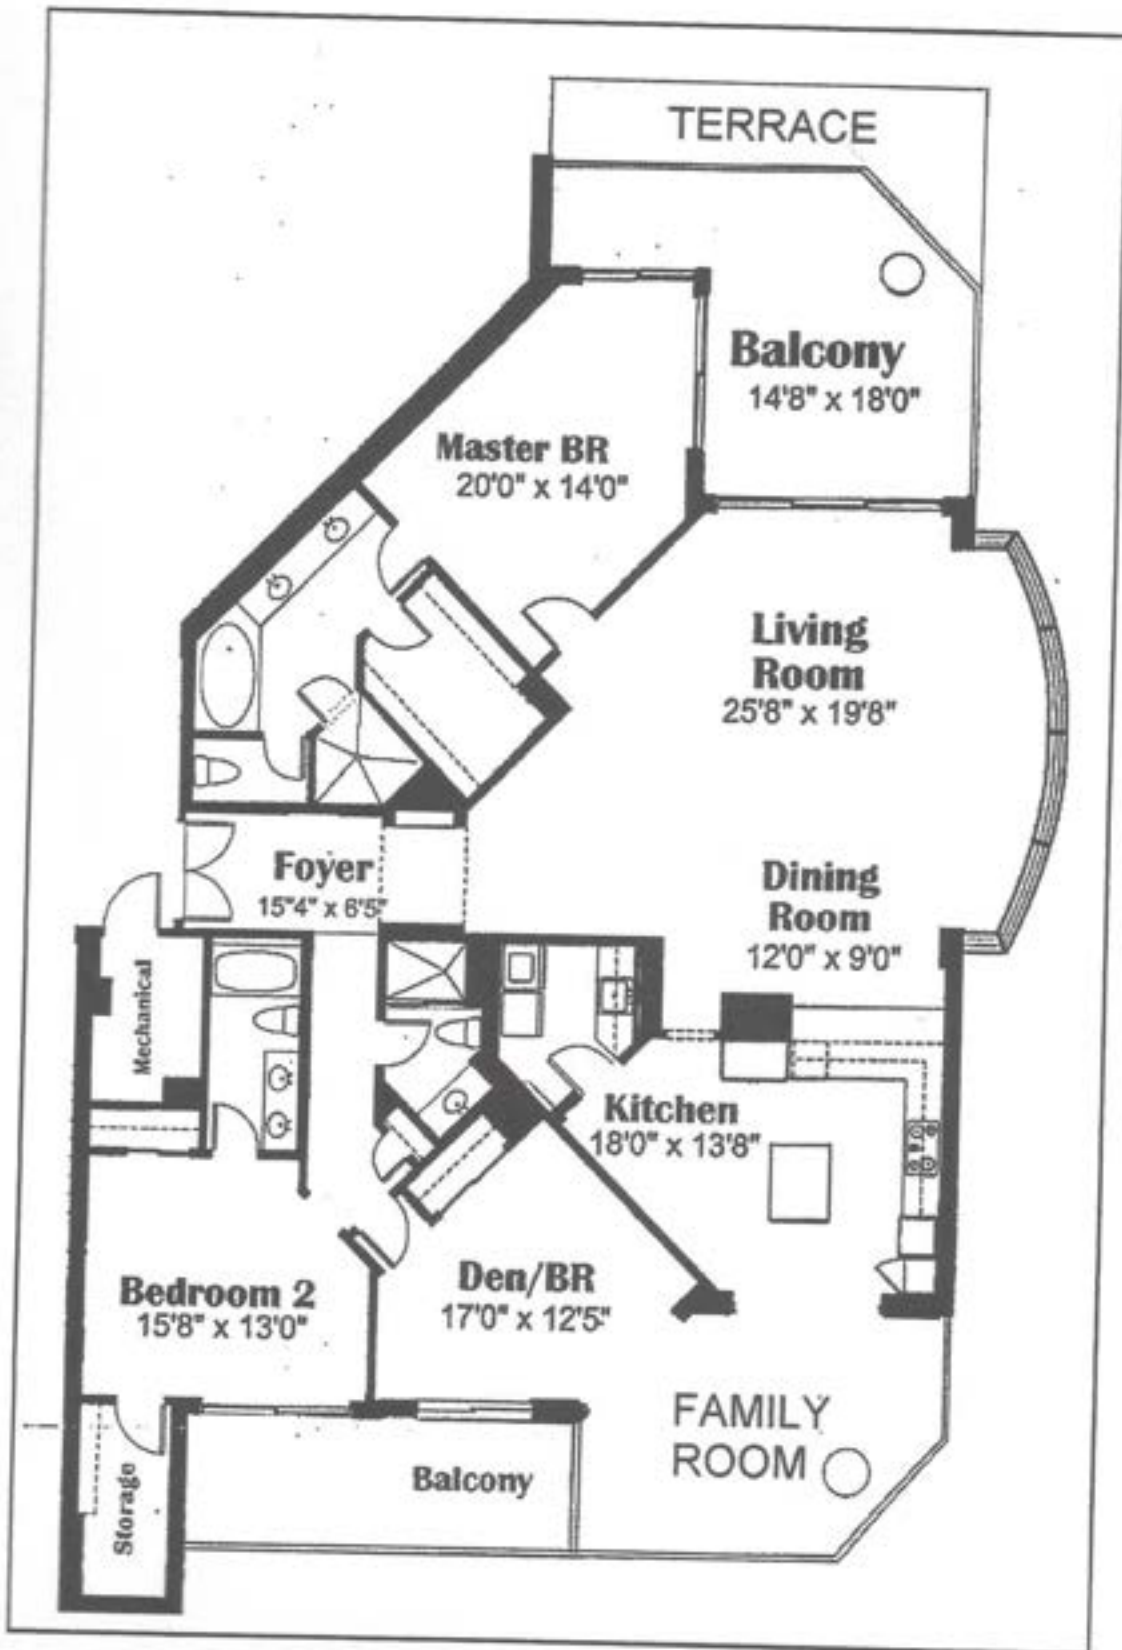 TERRACE
Balcony
14'8" x 18'0"
Master BR
20'0" x 14'0"
Living
Room
25'8" x 19'8"
Foyer
15"4" x 6'5"
Dining
Room
12'0" x 9'0"
Mechanical
Kitchen
18'0" x 13'8"
Den/BR
17'0" x 12'5"
Bedroom 2
15'8" x 13'0"
FAMILY
ROOM
Balcony
Storage